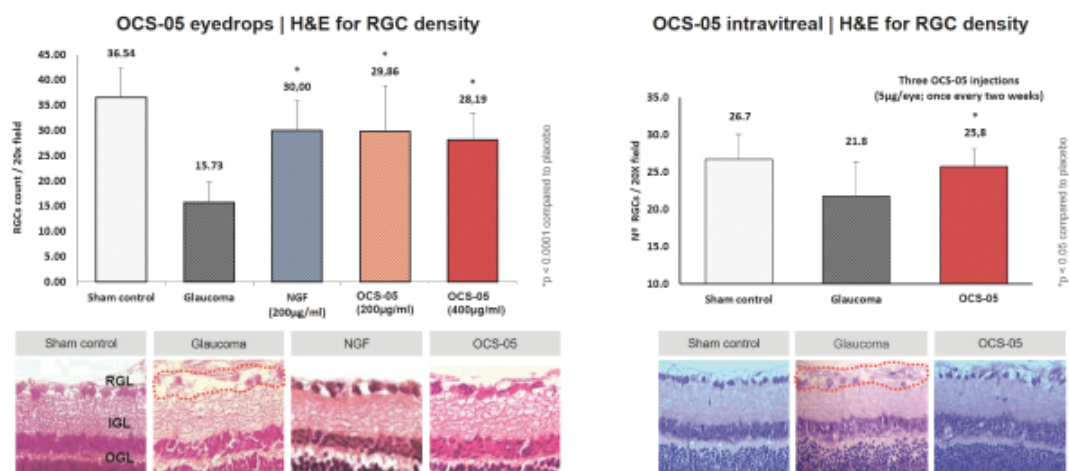 OCS-05 eyedrops | H&E for RGC density
RGCs count / 20x field
45.00
40.00
35.00
30.00
25.00
20.00
15.00
10.00
5.00
0.00
36.54
15.73
*
30,00
*
29,86
*
28,19
Sham control
Glaucoma
NGF
(200µg/ml)
OCS-05
(200µg/ml)
OCS-05
(400µg/ml)
*p < 0.0001 compared to placebo
Sham control
Glaucoma
NGF
OCS-05
RGL
IGL
OGL
OCS-05 intravitreal | H&E for RGC density
Three OCS-05 injections
(5µg/eye; once every two weeks)
Nº RGCs / 20X field
35.0
30.0
25.0
20.0
15.0
10.0
26.7
21.8
*
25,8
Sham control
Glaucoma
OCS-05
*p < 0.05 compared to placebo
Sham control
Glaucoma
OCS-05